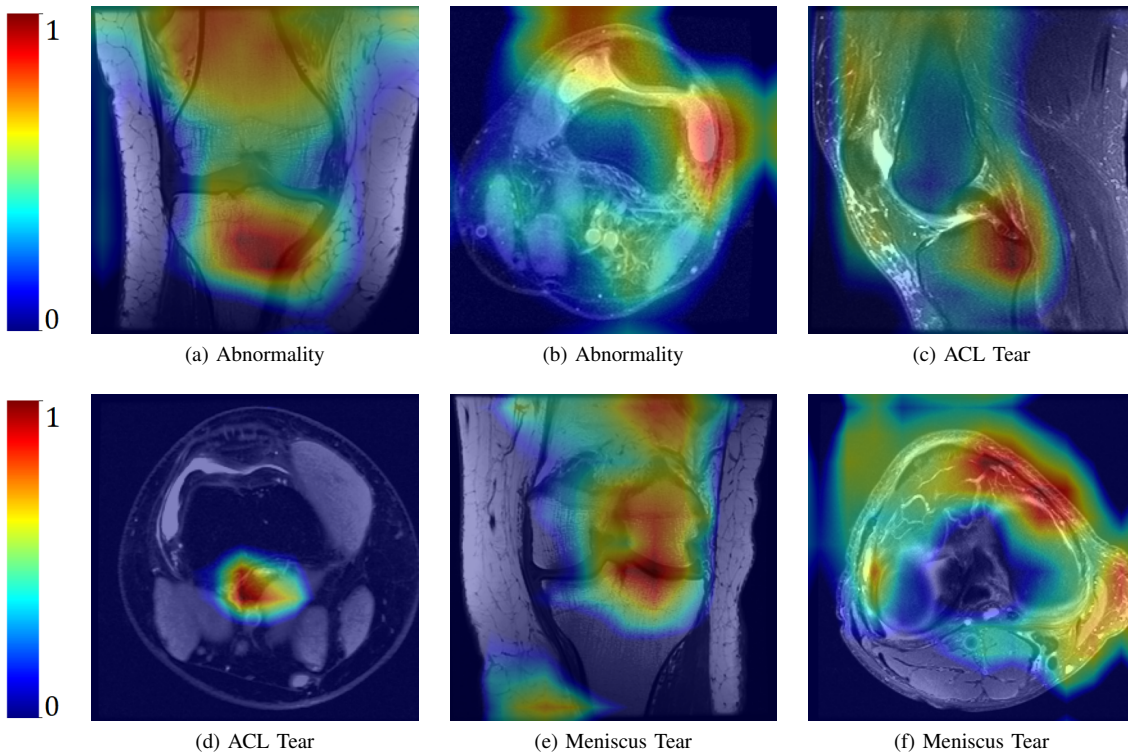 1
0
(a) Abnormality
(b) Abnormality
(c) ACL Tear
1
0
(d) ACL Tear
(e) Meniscus Tear
(f) Meniscus Tear